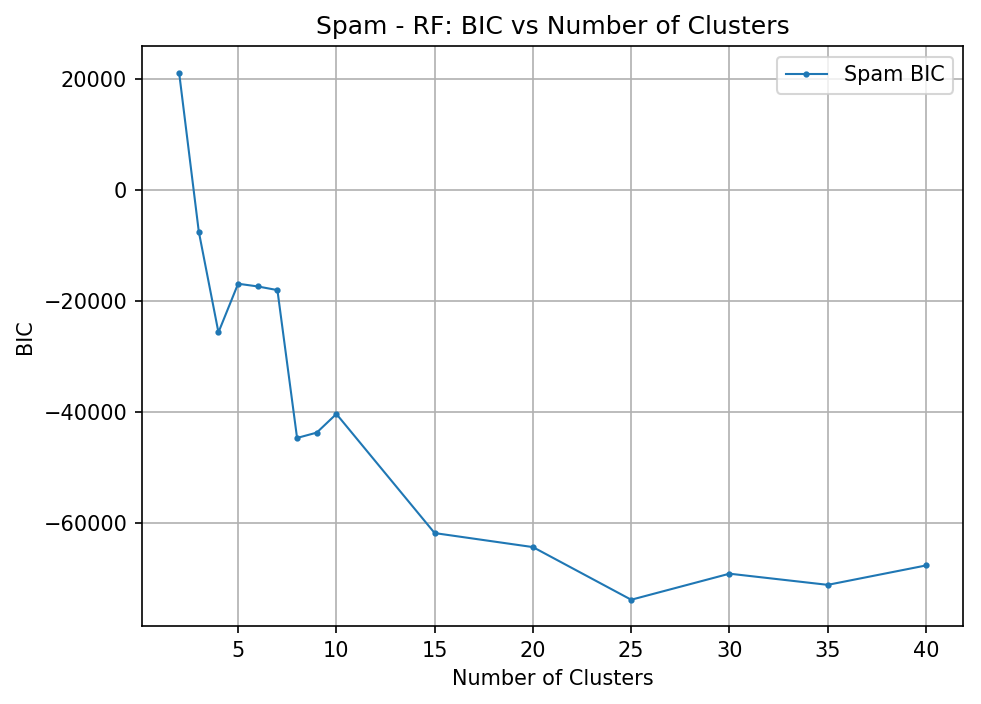 Spam - RF: BIC vs Number of Clusters
Spam BIC
20000
0
−20000
−40000
−60000
BIC
5 10 15 20 25 30 35 40
Number of Clusters